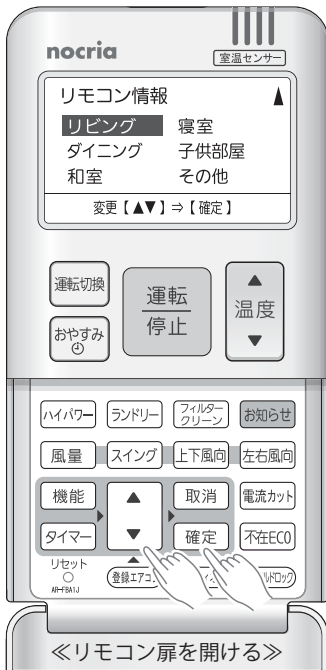 nocria
室温センサー
リモコン情報 ▲
リビング 寝室
ダイニング 子供部屋
和室 その他
変更【▲▼】⇒【確定】
運転切換
運転
停止
▲
温度
▼
おやすみ
ハイパワー ランドリー フィルター
クリーン お知らせ
風量 スイング 上下風向 左右風向
機能 ▲ 取消 電流カット
タイマー ▼ 確定 不在ECO
リセット
AR-FBA1J
≪リモコン扉を開ける≫